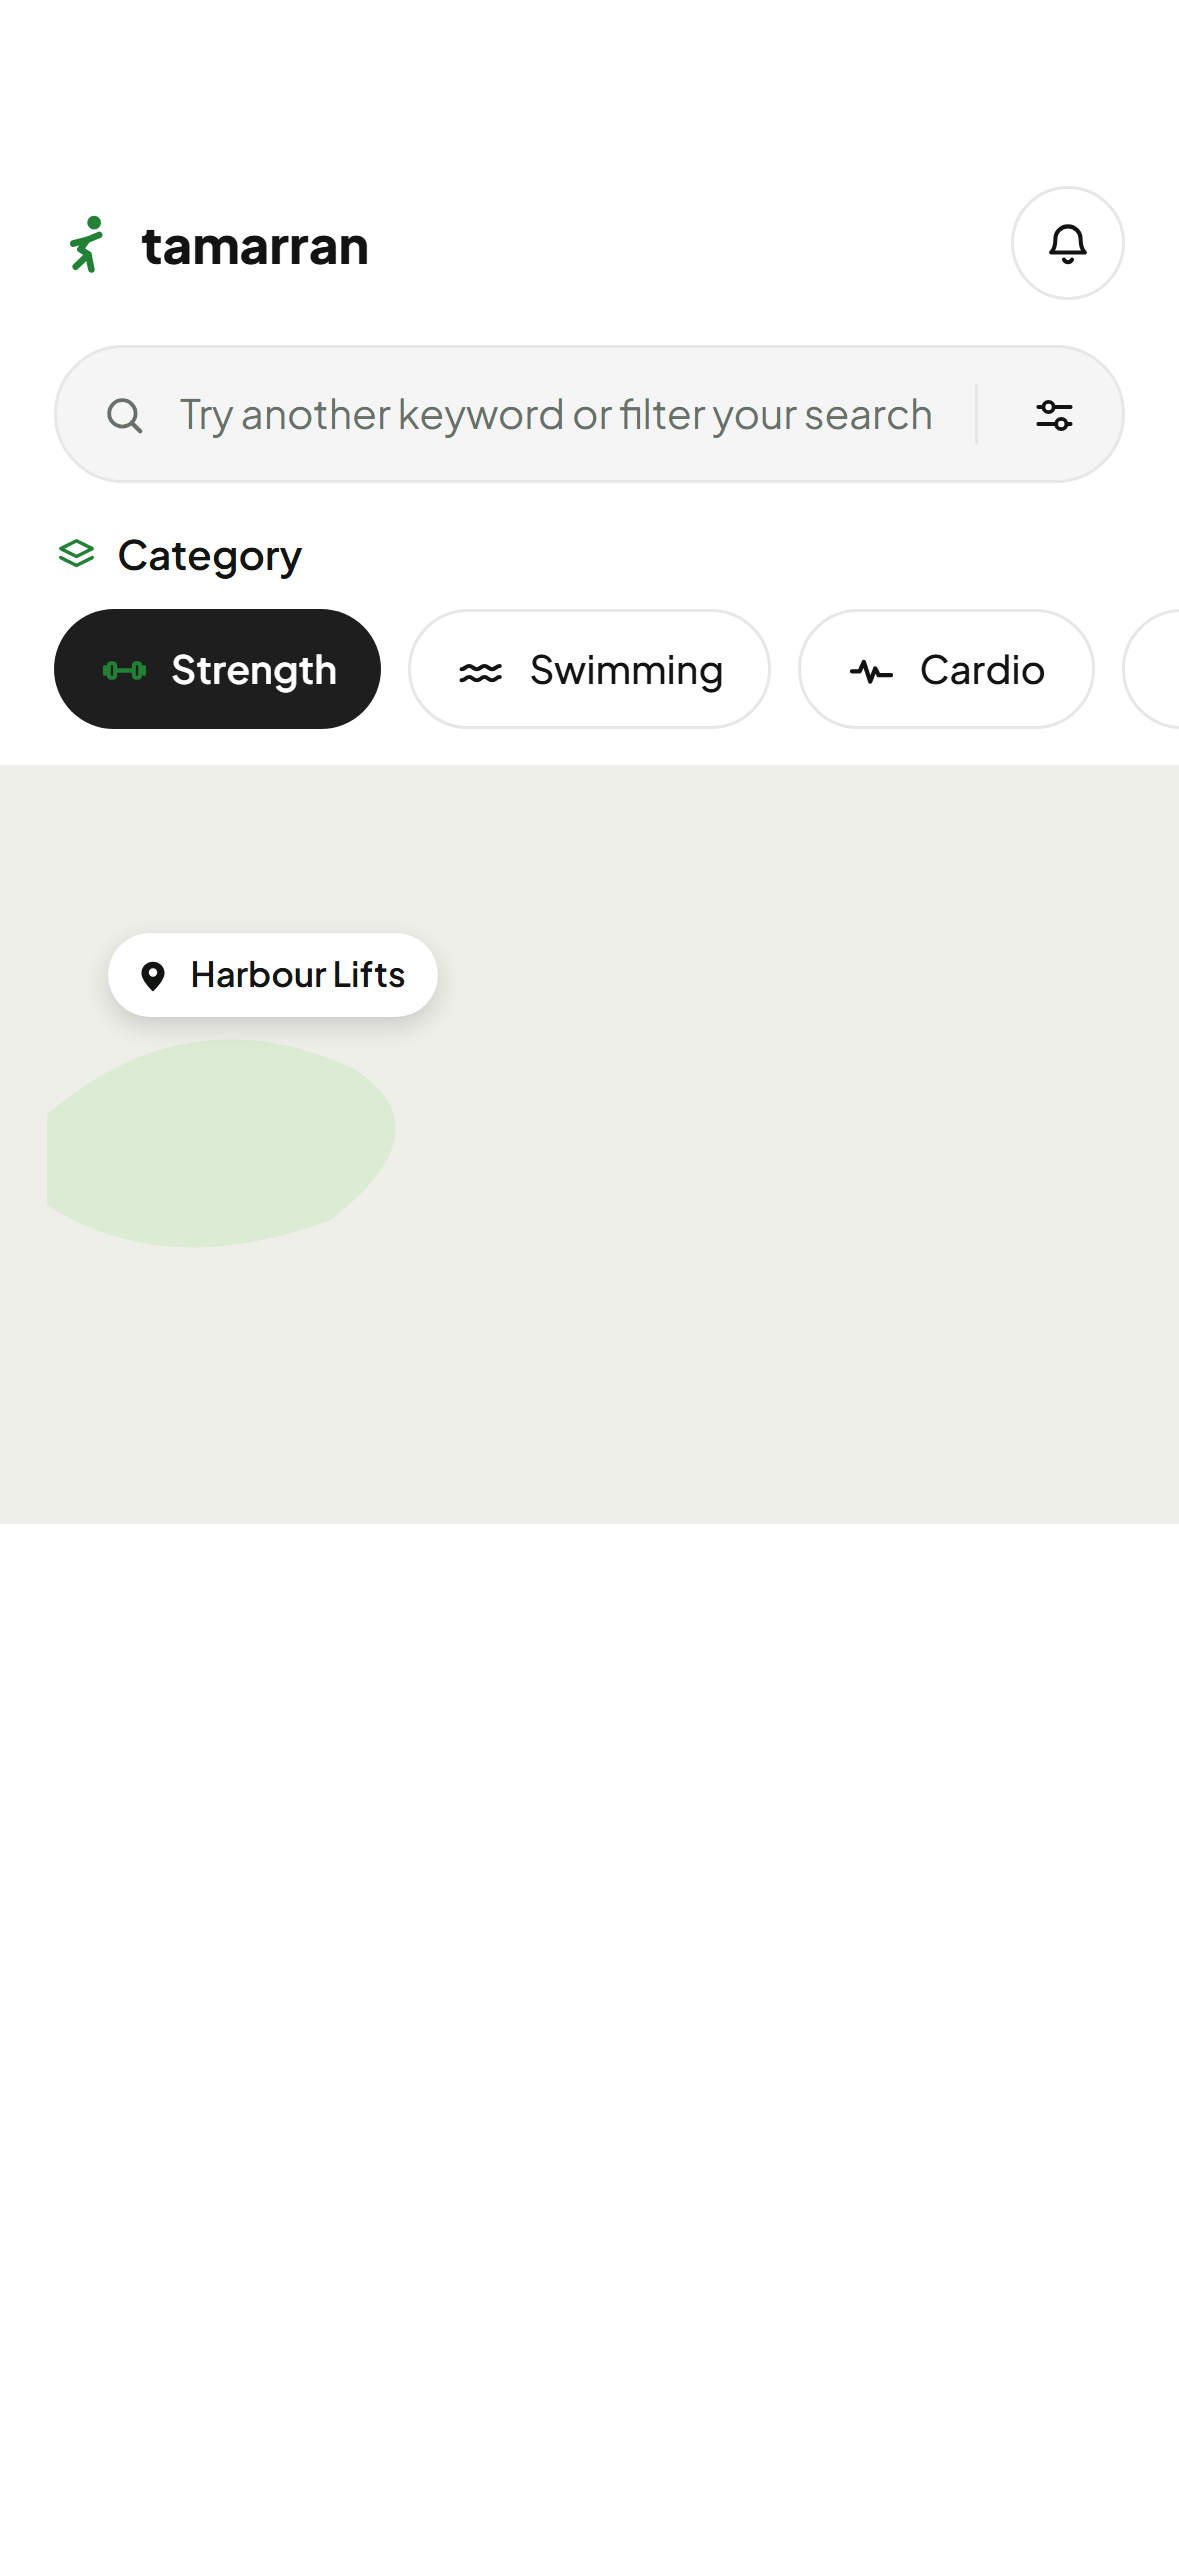 tamarran
Try another keyword or filter your search
Category
Strength
Swimming
Cardio
Harbour Lifts